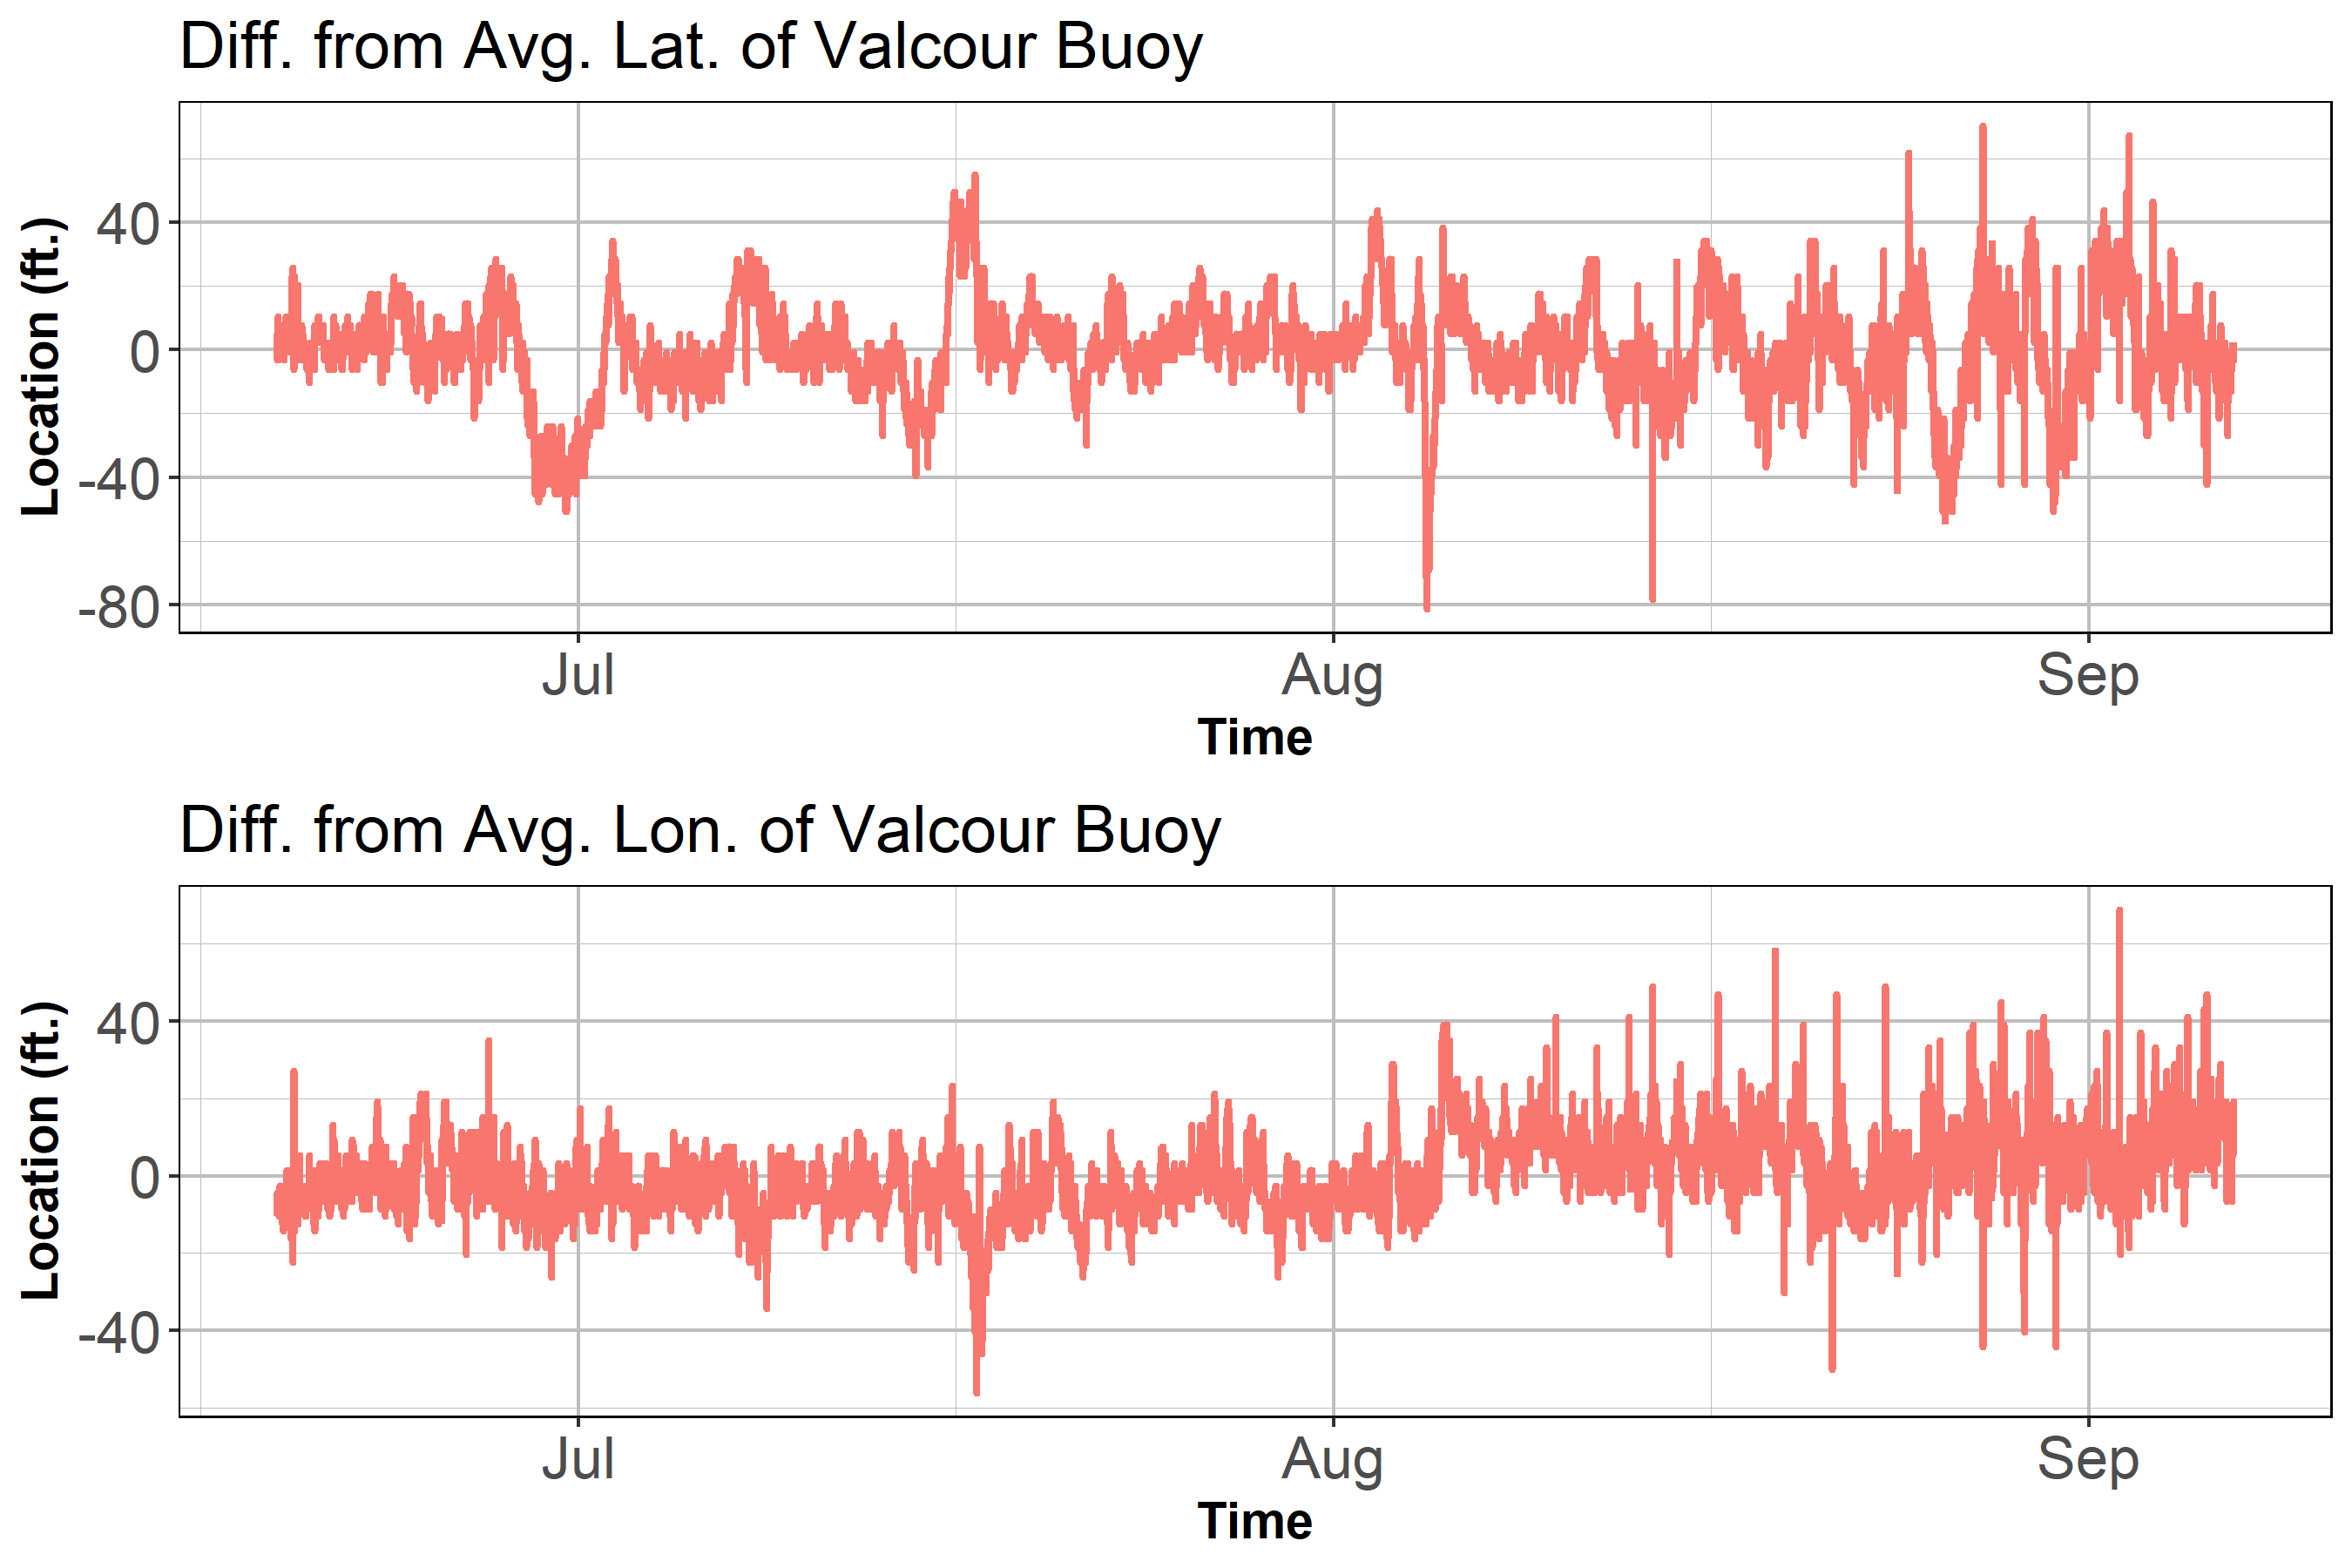 Diff. from Avg. Lat. of Valcour Buoy
Location (ft.)
40
0
-40
-80
Jul Aug Sep
Time
Diff. from Avg. Lon. of Valcour Buoy
Location (ft.)
40
0
-40
Jul Aug Sep
Time